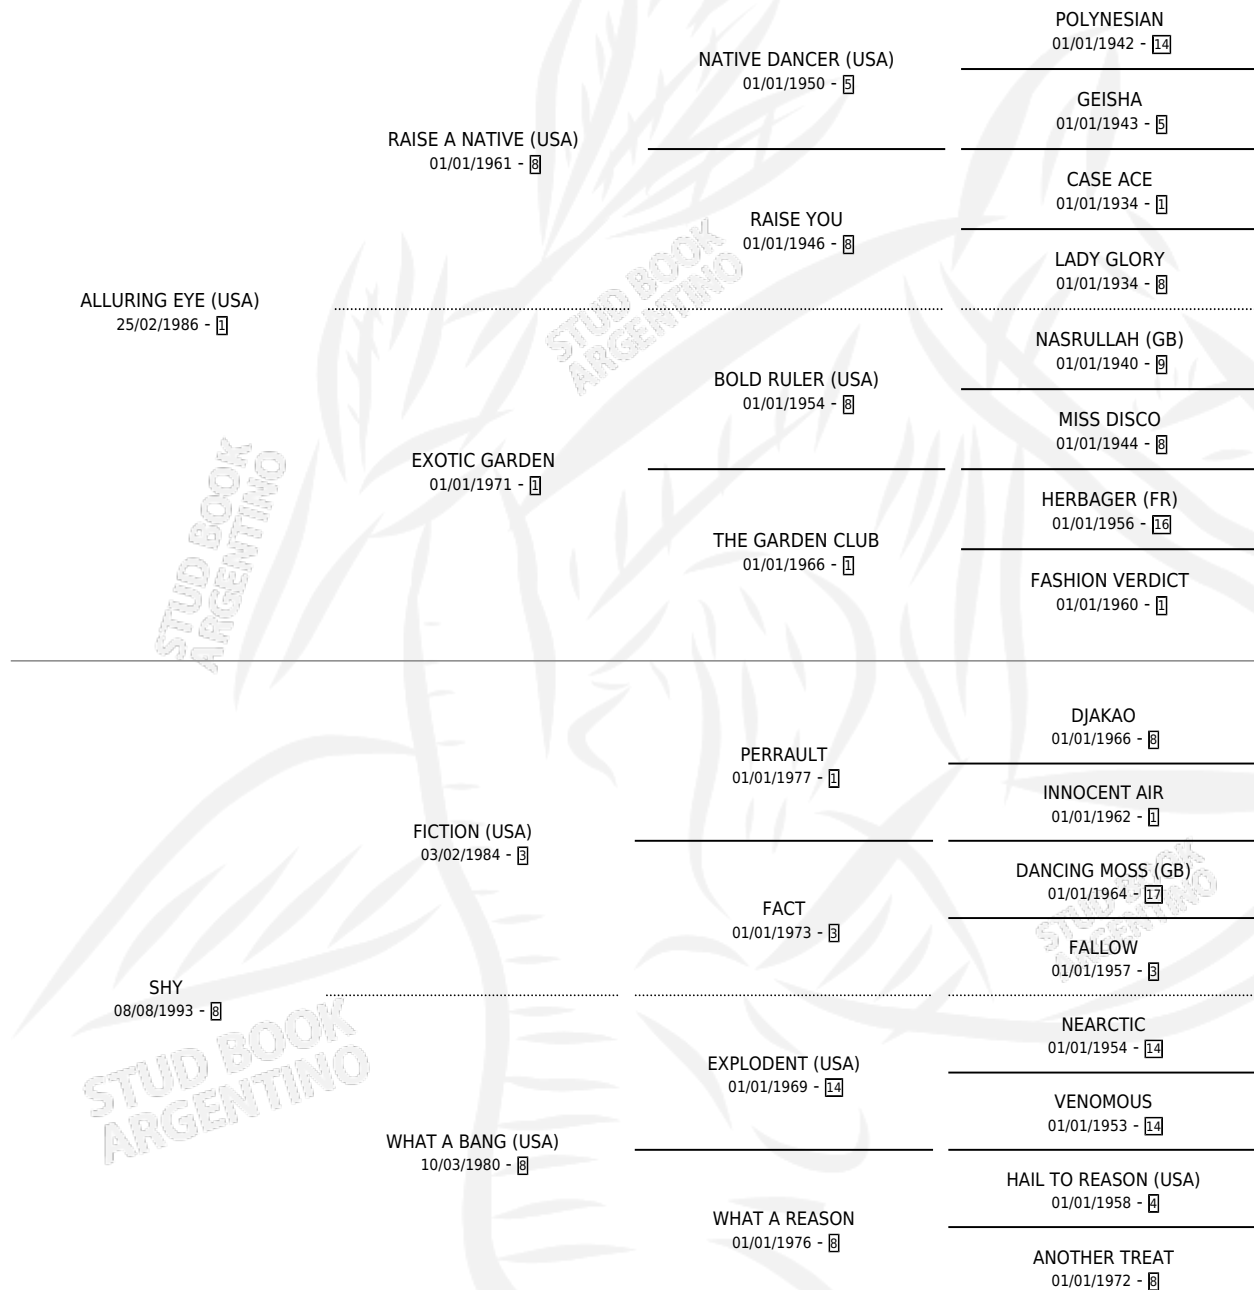 POLYNESIAN
01/01/1942 - 14
NATIVE DANCER (USA)
01/01/1950 - 5
GEISHA
01/01/1943 - 5
RAISE A NATIVE (USA)
01/01/1961 - 8
CASE ACE
01/01/1934 - 1
RAISE YOU
01/01/1946 - 8
LADY GLORY
01/01/1934 - 8
ALLURING EYE (USA)
25/02/1986 - 1
NASRULLAH (GB)
01/01/1940 - 9
BOLD RULER (USA)
01/01/1954 - 8
MISS DISCO
01/01/1944 - 8
EXOTIC GARDEN
01/01/1971 - 1
HERBAGER (FR)
01/01/1956 - 16
THE GARDEN CLUB
01/01/1966 - 1
FASHION VERDICT
01/01/1960 - 1
DJAKAO
01/01/1966 - 8
PERRAULT
01/01/1977 - 1
INNOCENT AIR
01/01/1962 - 1
FICTION (USA)
03/02/1984 - 3
DANCING MOSS (GB)
01/01/1964 - 17
FACT
01/01/1973 - 3
FALLOW
01/01/1957 - 3
SHY
08/08/1993 - 8
NEARCTIC
01/01/1954 - 14
EXPLODENT (USA)
01/01/1969 - 14
VENOMOUS
01/01/1953 - 14
WHAT A BANG (USA)
10/03/1980 - 8
HAIL TO REASON (USA)
01/01/1958 - 4
WHAT A REASON
01/01/1976 - 8
ANOTHER TREAT
01/01/1972 - 8
STUD BOOK
ARGENTINO
STUD BOOK
ARGENTINO
STUD BOOK
ARGENTINO
STUD BOOK
ARGENTINO